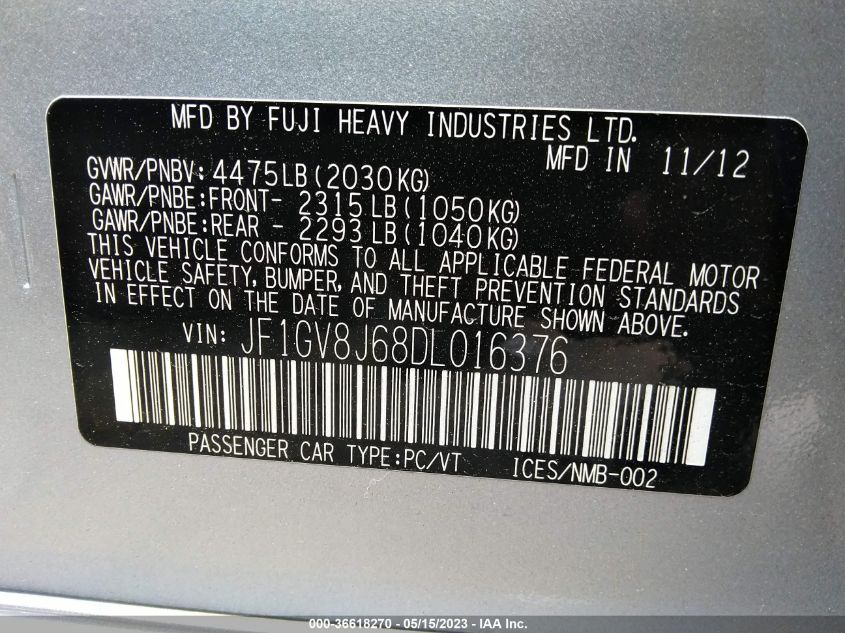 MFD BY FUJI HEAVY INDUSTRIES LTD.
MFD IN 11/12
GVWR/PNBV:4475LB(2030KG)
GAWR/PNBE:FRONT- 2315LB(1050KG)
GAWR/PNBE:REAR - 2293LB(1040KG)
THIS VEHICLE CONFORMS TO ALL APPLICABLE FEDERAL MOTOR
VEHICLE SAFETY, BUMPER, AND THEFT PREVENTION STANDARDS
IN EFFECT ON THE DATE OF MANUFACTURE SHOWN ABOVE.
VIN: JF1GV8J68DL016376
PASSENGER CAR TYPE:PC/VT ICES/NMB-002
000-36618270 - 05/15/2023 - IAA Inc.